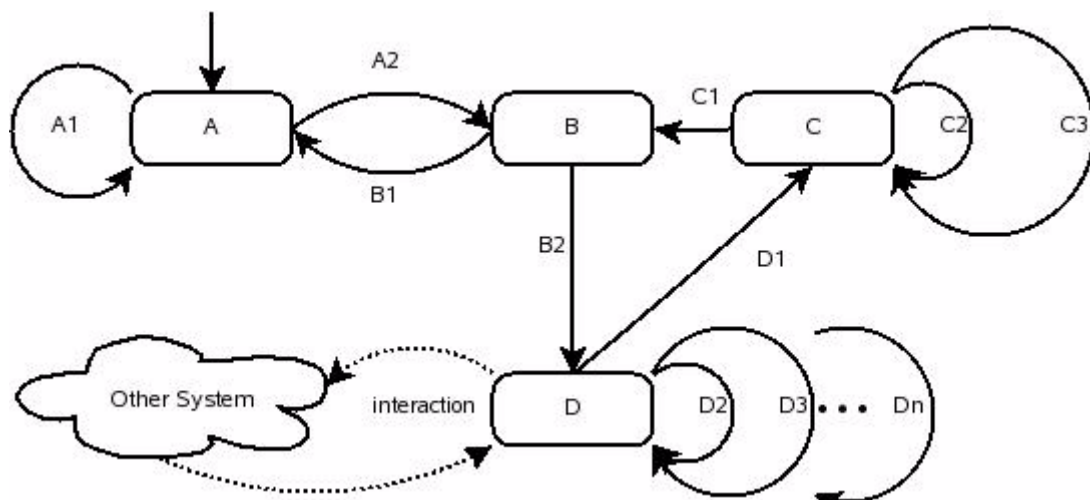 A2
A1
A
B
C1
C
C2
C3
B1
B2
D1
Other System
interaction
D
D2
D3
...
Dn